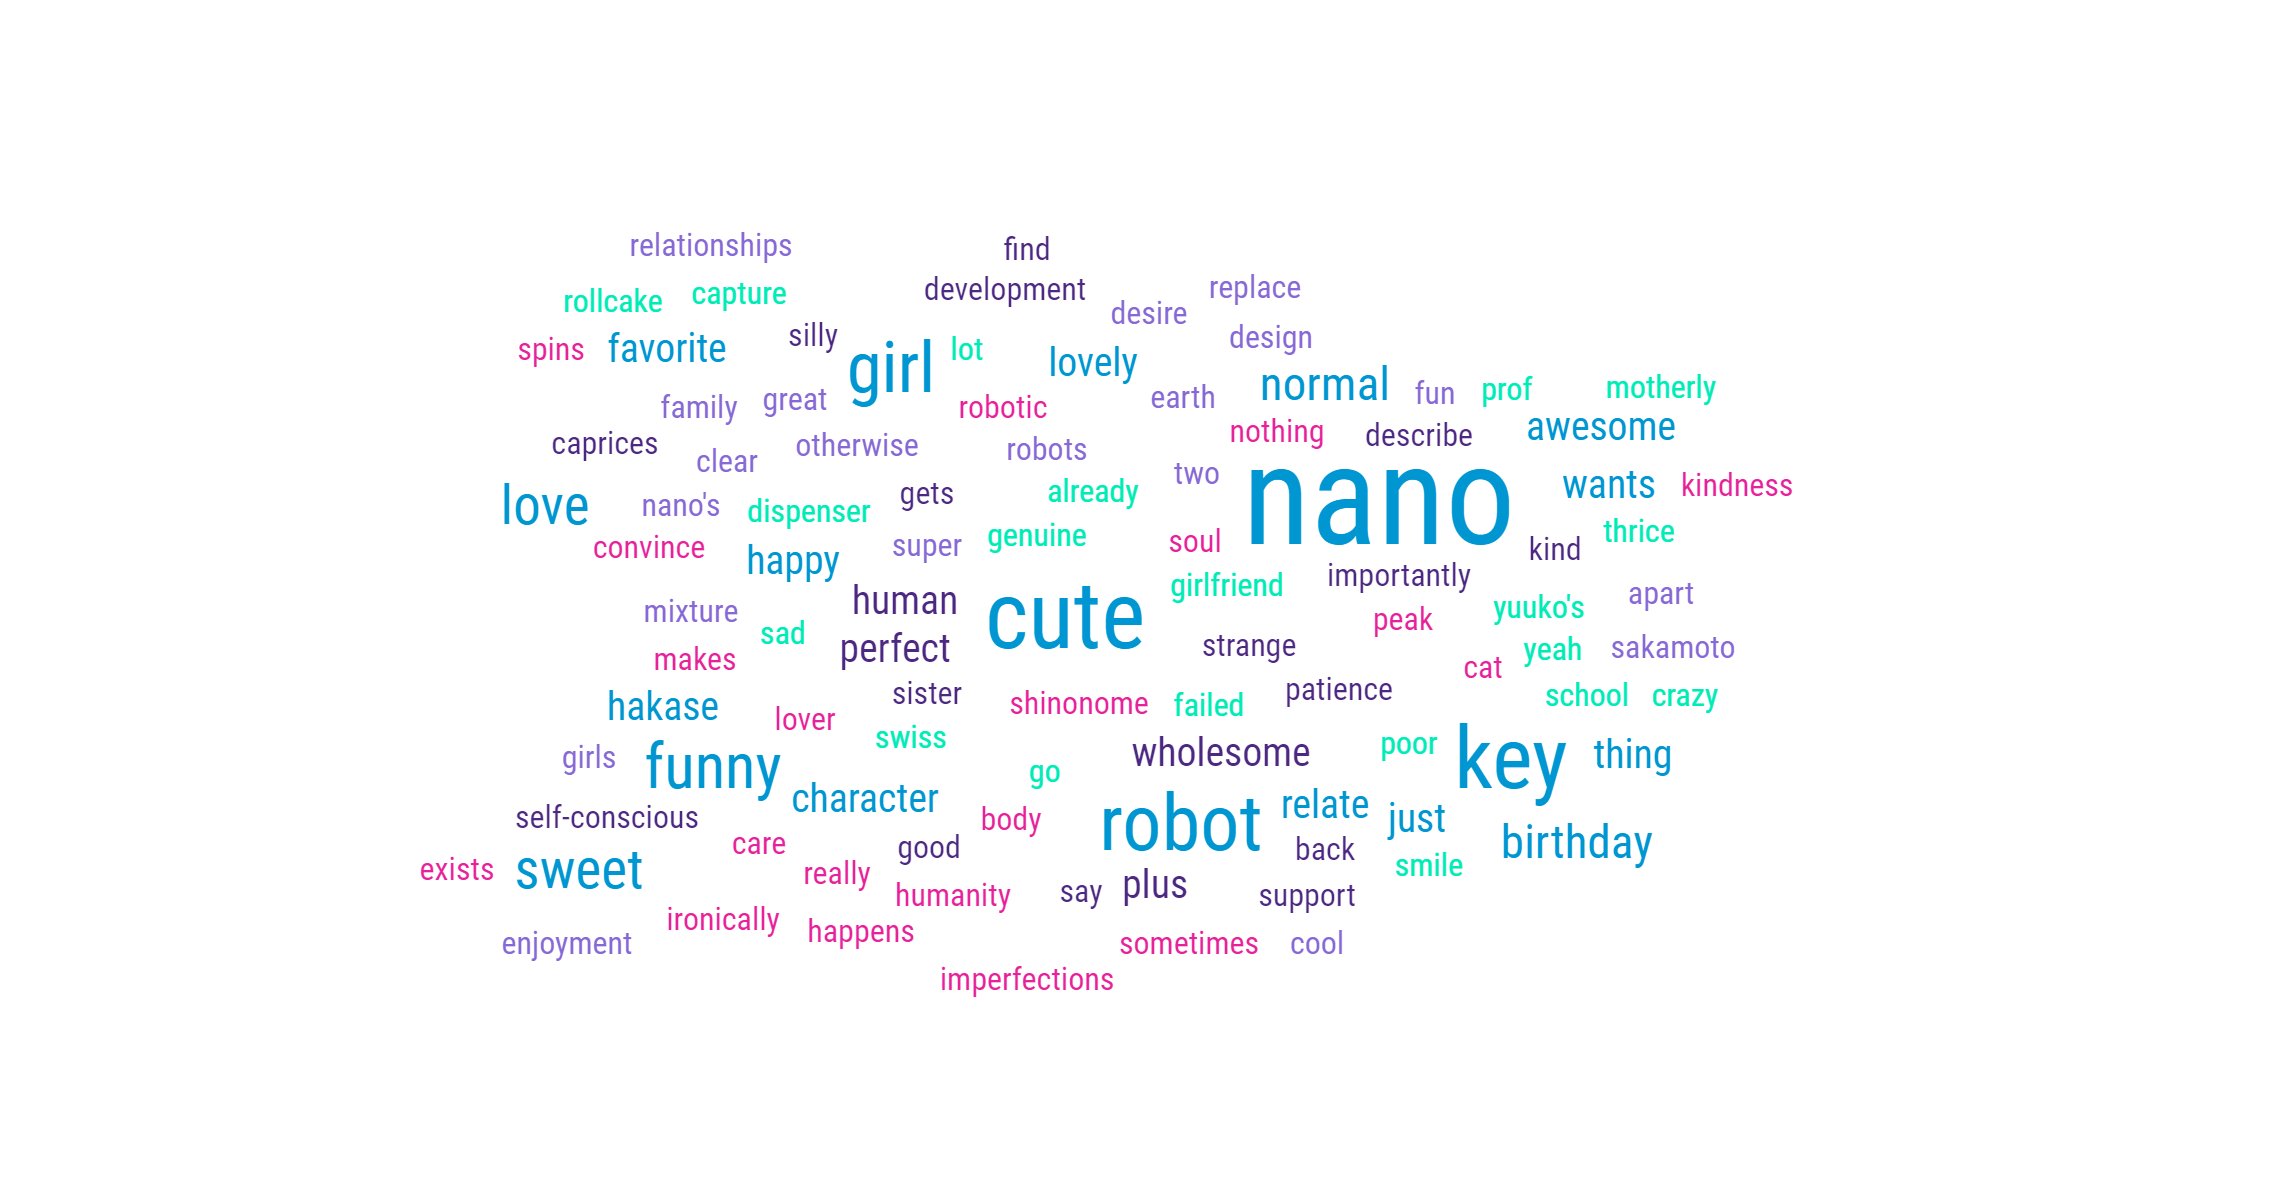 relationships
find
development
replace
rollcake
capture
desire
design
silly
spins
favorite
girl
lot
lovely
normal
fun
prof
motherly
family
great
robotic
earth
nothing
describe
awesome
caprices
clear
otherwise
robots
two
nano
wants
kindness
love
nano's
dispenser
gets
already
genuine
soul
kind
thrice
convince
happy
super
girlfriend
importantly
apart
mixture
human
cute
peak
yuuko's
sad
perfect
strange
cat
yeah
sakamoto
makes
sister
shinonome
failed
patience
school
crazy
hakase
lover
swiss
wholesome
poor
key
thing
girls
funny
character
go
robot
relate
just
birthday
self-conscious
care
good
body
back
smile
exists
sweet
really
humanity
say
plus
support
ironically
happens
enjoyment
sometimes
cool
imperfections